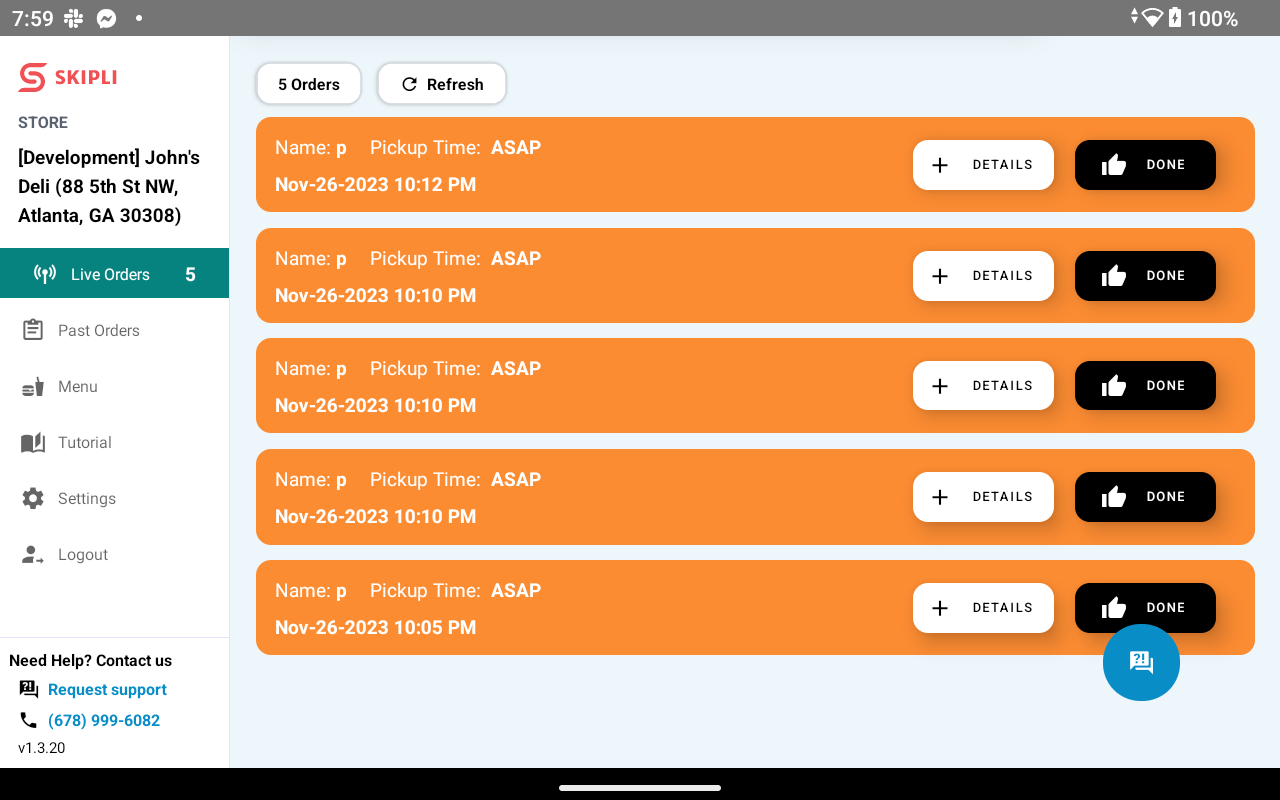 7:59
100%
SKIPLI
STORE
[Development] John's
Deli (88 5th St NW,
Atlanta, GA 30308)
Live Orders 5
Past Orders
Menu
Tutorial
Settings
Logout
Need Help? Contact us
Request support
(678) 999-6082
v1.3.20
5 Orders Refresh
Name: p Pickup Time: ASAP
Nov-26-2023 10:12 PM
DETAILS DONE
Name: p Pickup Time: ASAP
Nov-26-2023 10:10 PM
DETAILS DONE
Name: p Pickup Time: ASAP
Nov-26-2023 10:10 PM
DETAILS DONE
Name: p Pickup Time: ASAP
Nov-26-2023 10:10 PM
DETAILS DONE
Name: p Pickup Time: ASAP
Nov-26-2023 10:05 PM
DETAILS DONE